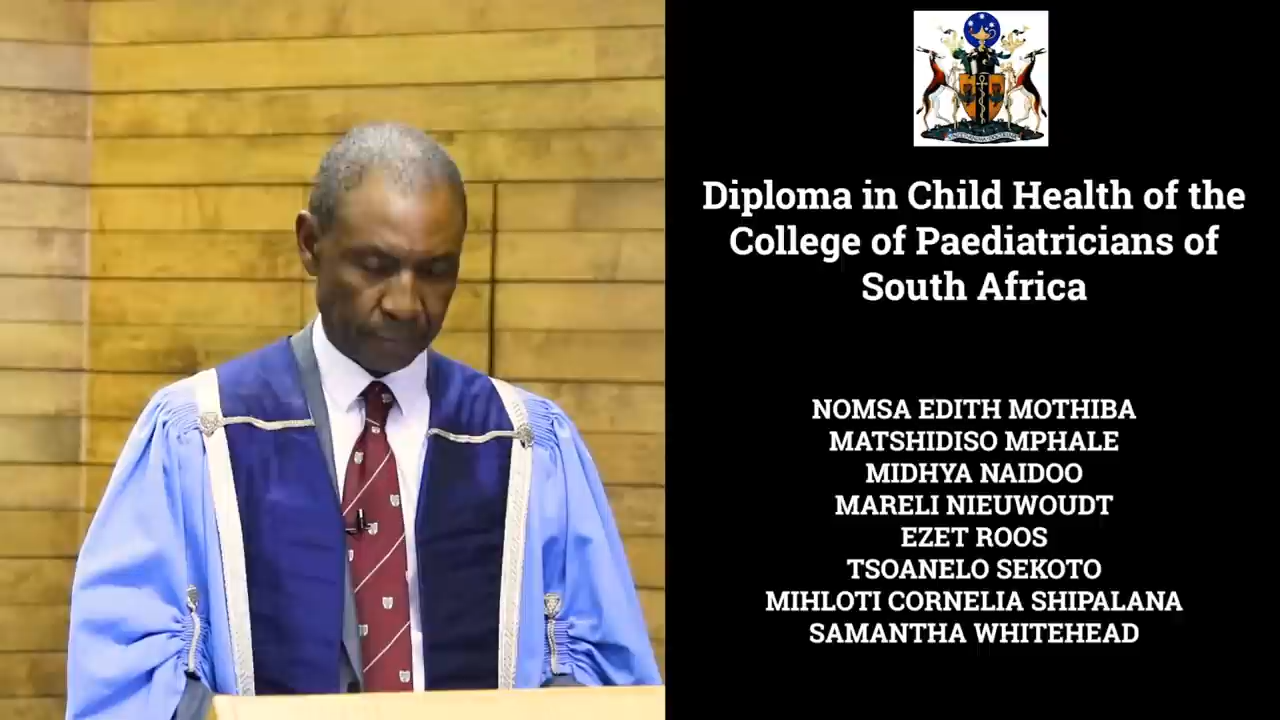 Diploma in Child Health of the
College of Paediatricians of
South Africa
NOMSA EDITH MOTHIBA
MATSHIDISO MPHALE
MIDHYA NAIDOO
MARELI NIEUWOUDT
EZET ROOS
TSOANELO SEKOTO
MIHLOTI CORNELIA SHIPALANA
SAMANTHA WHITEHEAD